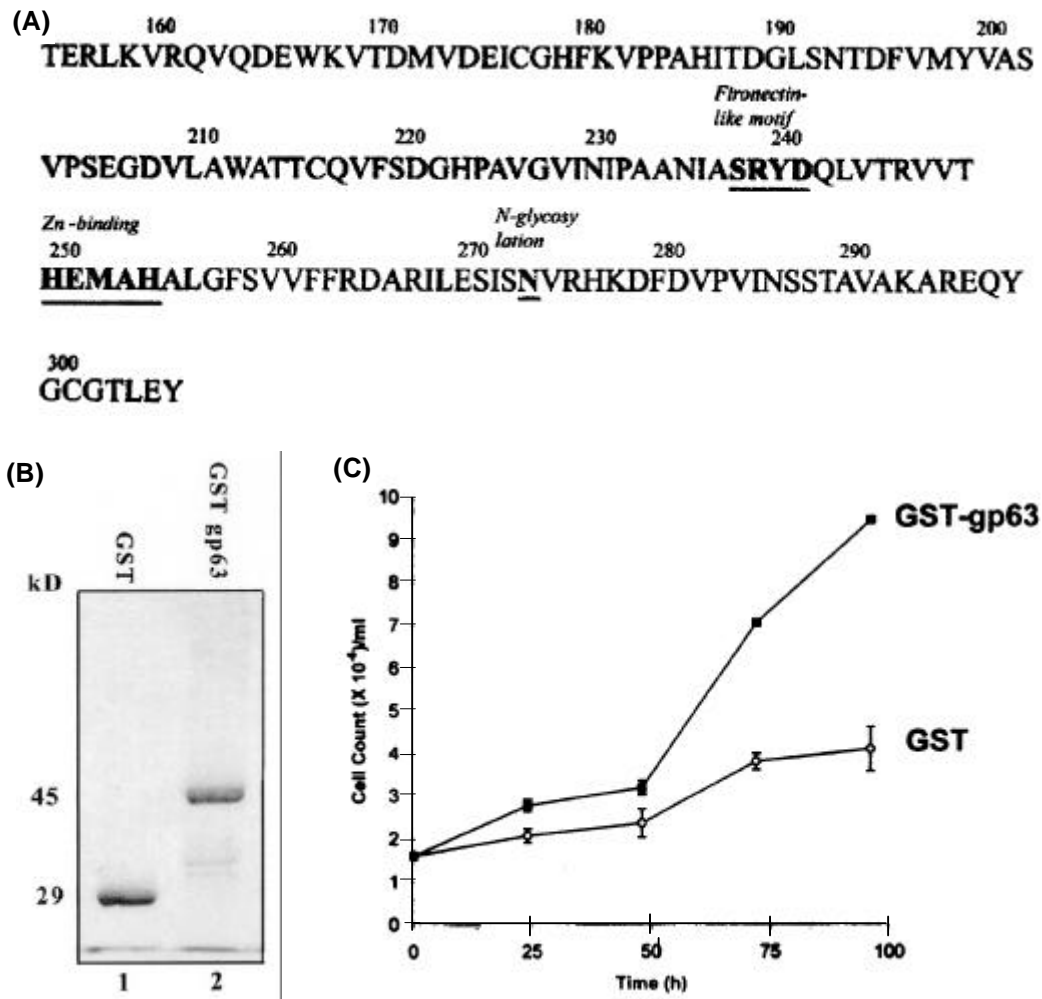 (A)
160 170 180 190 200
TERLKVRQVQDEWKVTDMVDEICGHFKVPPAHITDGLSNTDFVMYVAS
Fironectin-
like motif
210 220 230 240
VPSEGDVLAWATTCQVFSDGHPAVGVINIPAANIASRYDQLVTRVVT
Zn -binding
N-glycosy
lation
250 260 270 280 290
HEMAHALGFSVVFFRDARILESISNVRHKDFDVPVINSSTAVAKAREQY
300
GCGTLEY
(B)
kD
GST
GST gp63
45
29
1 2
(C)
Cell Count (X 10⁻⁴)/ml
10
9
8
7
6
5
4
3
2
1
0
GST-gp63
GST
0 25 50 75 100
Time (h)